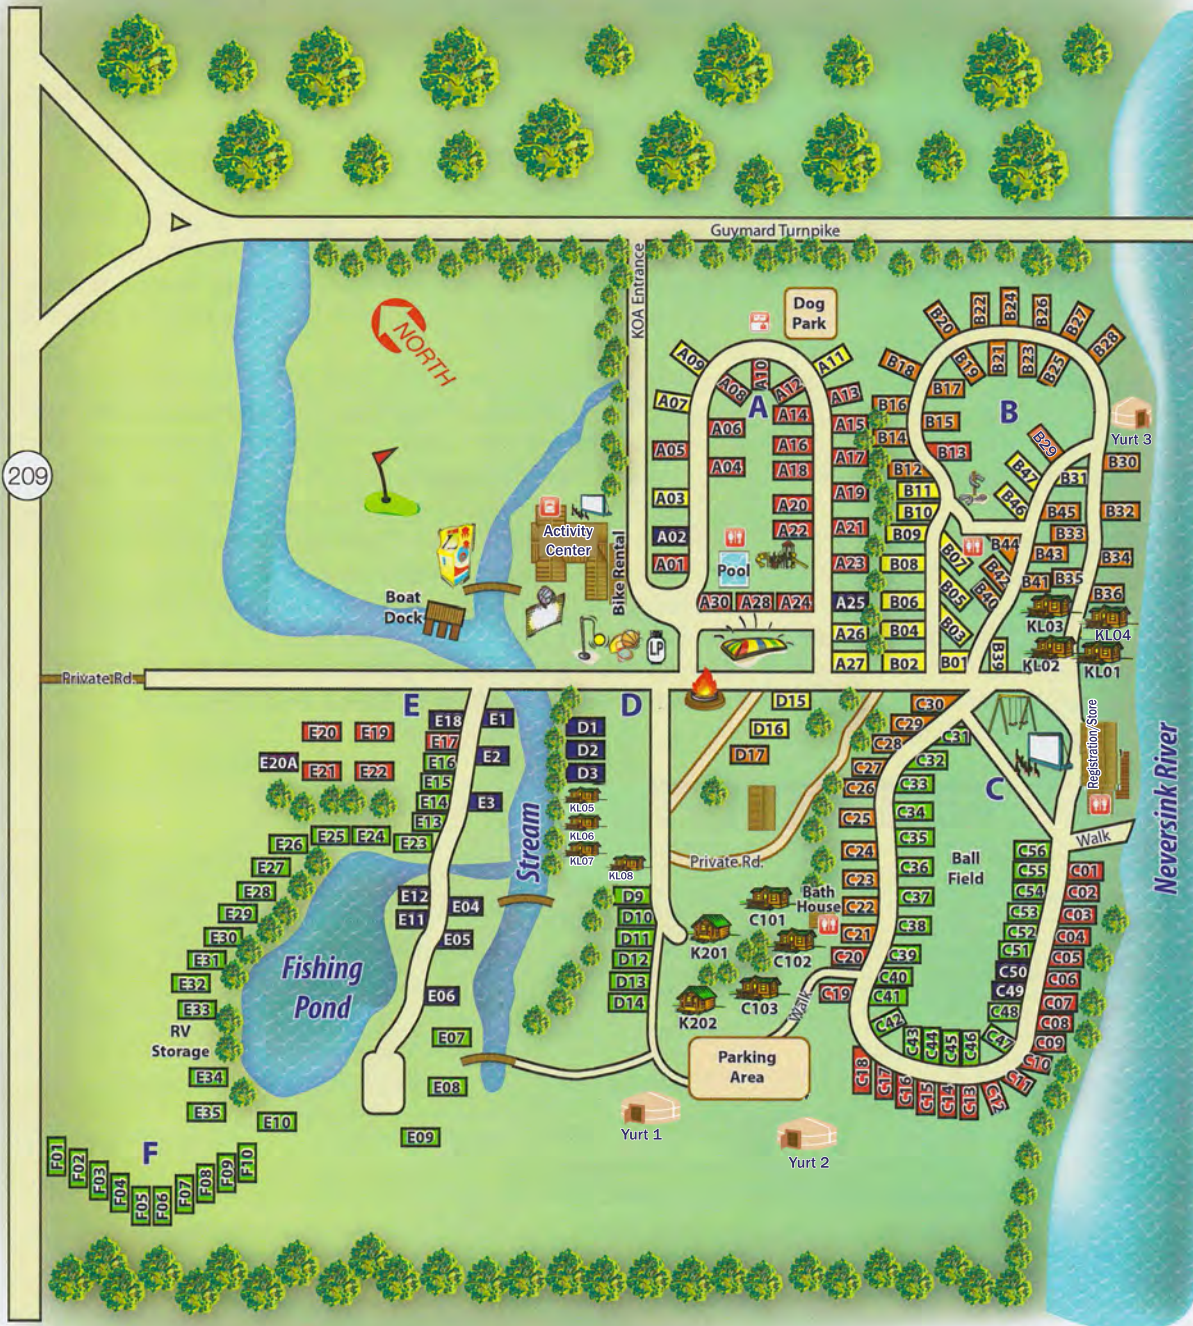 Guymard Turnpike
KOA Entrance
NORTH
Dog
Park
209
A09
A10
A11
A08
A12
A07
A13
A
A14
A06
A15
A05
A16
A17
A04
A18
A03
A19
A20
A02
A21
A22
A01
A23
Pool
A30
A28
A24
A25
A26
A27
B20
B22
B24
B26
B27
B28
B18
B19
B21
B23
B25
B17
B16
B
B15
B14
B13
Yurt 3
B29
B12
B47
B31
B30
B11
B46
B10
B45
B32
B09
B44
B33
B07
B43
B08
B42
B34
B05
B41
B35
B06
B40
B36
B04
B03
B02
B01
B39
KL03
KL04
KL02
KL01
Activity
Center
Bike Rental
Boat
Dock
LP
Private Rd.
E
E18
E1
E20
E19
E17
E20A
E16
E2
E21
E22
E15
E14
E3
E13
E26
E25
E24
E23
E27
E28
E12
E04
E29
E11
E30
E05
E31
E32
E06
E33
E07
E34
E08
E35
E10
E09
RV
Storage
Fishing
Pond
Stream
D
D1
D2
D3
KL05
KL06
KL07
KL08
D15
D16
D17
D9
D10
D11
D12
D13
D14
Private Rd.
K201
K202
C101
C102
C103
Bath
House
Walk
Parking
Area
Yurt 1
Yurt 2
C30
C29
C31
C28
C32
C27
C26
C33
C25
C34
C24
C35
C23
C36
C22
C37
C21
C38
C20
C39
C19
C40
C41
C42
C43
C44
C45
C46
C47
C48
C49
C50
C51
C52
C53
C54
C55
C56
C
Ball
Field
Registration/Store
Walk
C01
C02
C03
C04
C05
C06
C07
C08
C09
C10
C11
C12
C13
C14
C15
C16
C17
C18
Neversink River
F
F01
F02
F03
F04
F05
F06
F07
F08
F09
F10